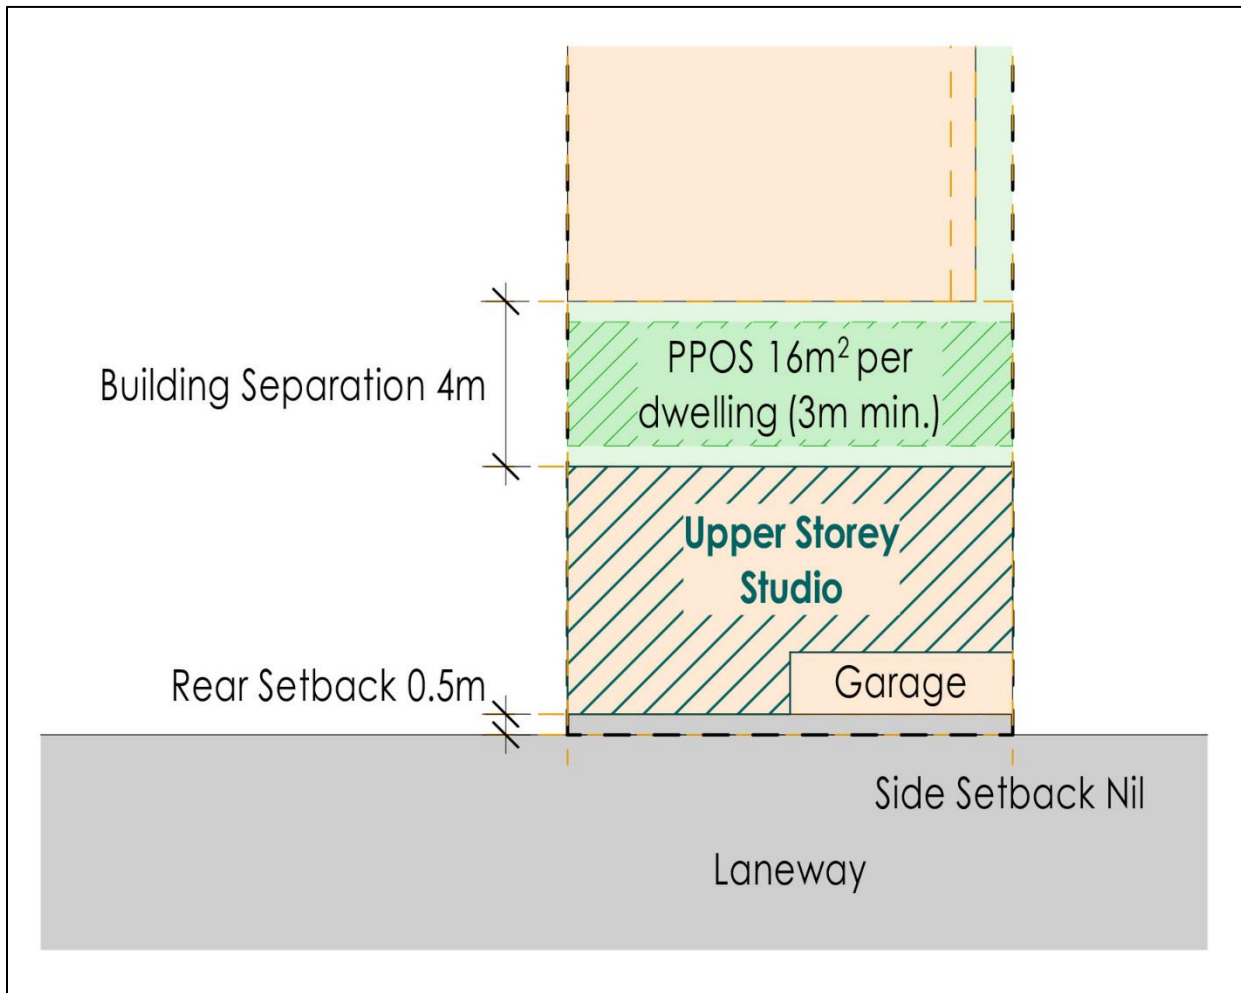 PPOS 16m² per
dwelling (3m min.)
Building Separation 4m
Upper Storey
Studio
Rear Setback 0.5m
Garage
Side Setback Nil
Laneway